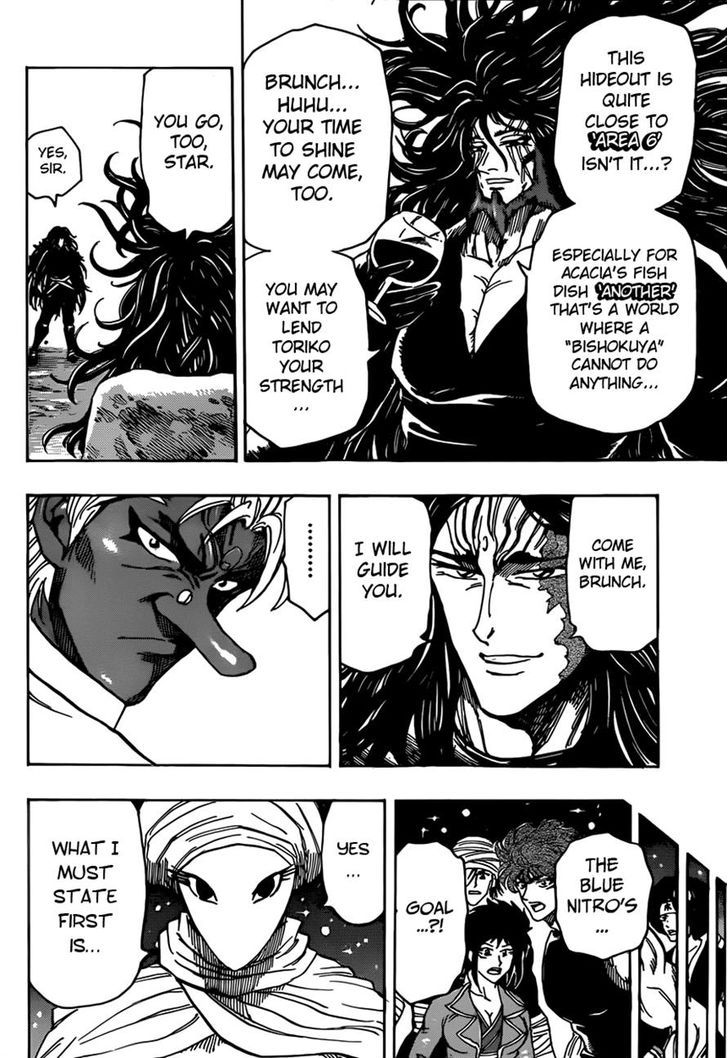 THIS
HIDEOUT IS
QUITE
CLOSE TO
'AREA 6'
ISN'T IT...?
ESPECIALLY FOR
ACACIA'S FISH
DISH 'ANOTHER'
THAT'S A WORLD
WHERE A
"BISHOKUYA"
CANNOT DO
ANYTHING...
BRUNCH...
HUHU...
YOUR TIME
TO SHINE
MAY COME,
TOO.
YOU MAY
WANT TO
LEND
TORIKO
YOUR
STRENGTH
...
YOU GO,
TOO,
STAR.
YES,
SIR.
COME
WITH ME,
BRUNCH.
I WILL
GUIDE
YOU.
.........
THE
BLUE
NITRO'S
...
GOAL
...?!
YES
...
WHAT I
MUST
STATE
FIRST
IS...